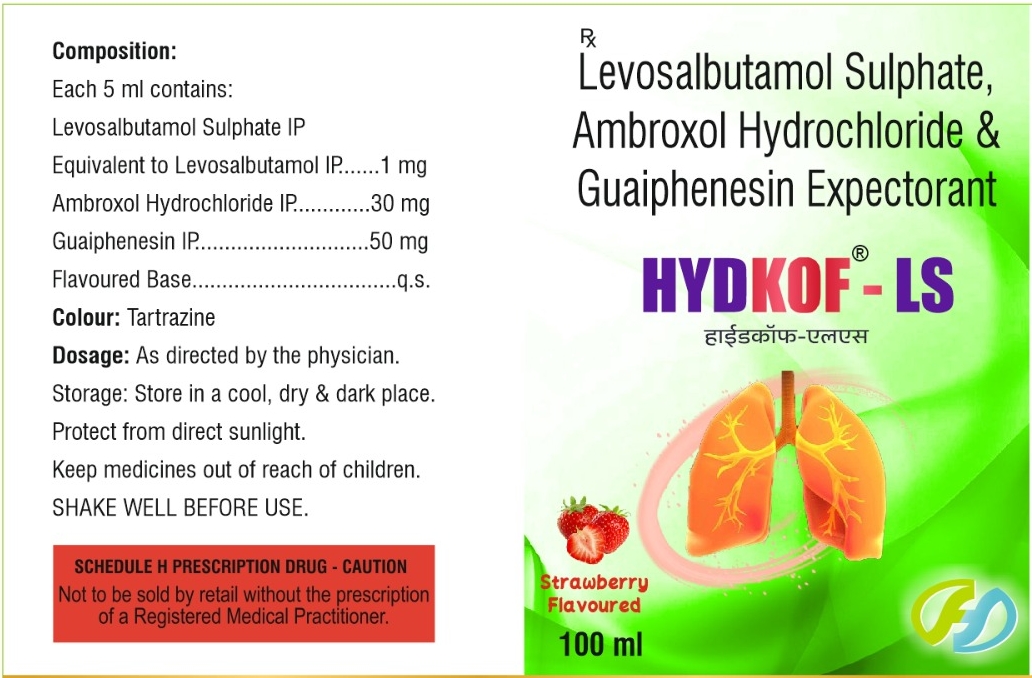 Composition:
Each 5 ml contains:
Levosalbutamol Sulphate IP
Equivalent to Levosalbutamol IP.......1 mg
Ambroxol Hydrochloride IP.............30 mg
Guaiphenesin IP............................50 mg
Flavoured Base..................................q.s.
Colour: Tartrazine
Dosage: As directed by the physician.
Storage: Store in a cool, dry & dark place.
Protect from direct sunlight.
Keep medicines out of reach of children.
SHAKE WELL BEFORE USE.
SCHEDULE H PRESCRIPTION DRUG - CAUTION
Not to be sold by retail without the prescription
of a Registered Medical Practitioner.
℞
Levosalbutamol Sulphate,
Ambroxol Hydrochloride &
Guaiphenesin Expectorant
HYDKOF® - LS
हाईडकॉफ-एलएस
Strawberry
Flavoured
100 ml